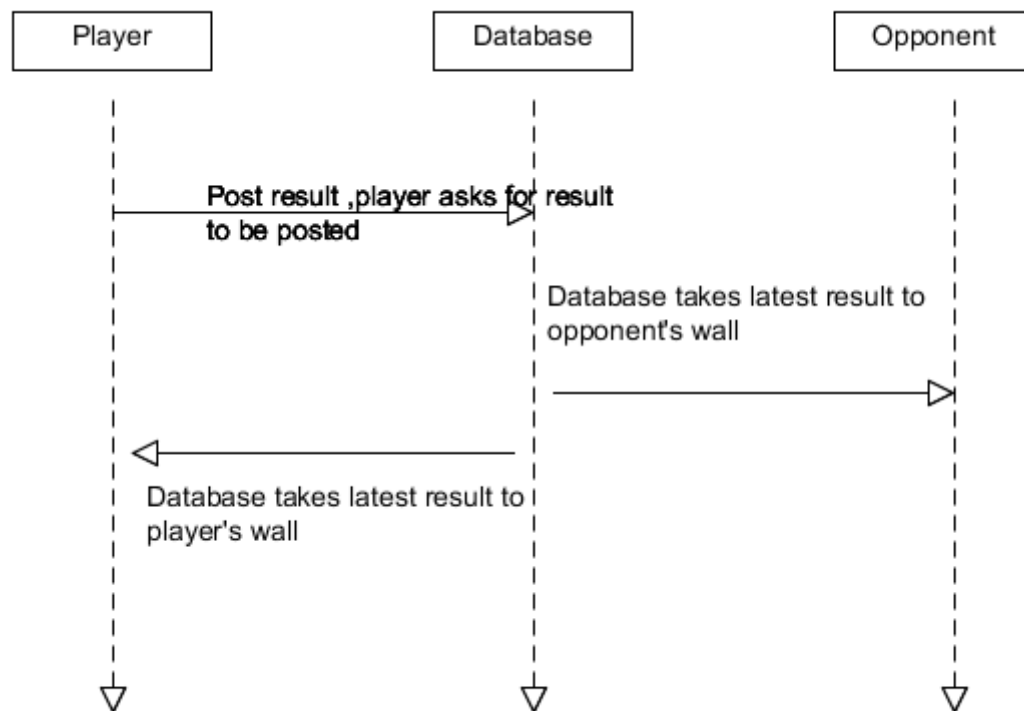 Player
Database
Opponent
Post result ,player asks for result
to be posted
Database takes latest result to
opponent's wall
Database takes latest result to
player's wall